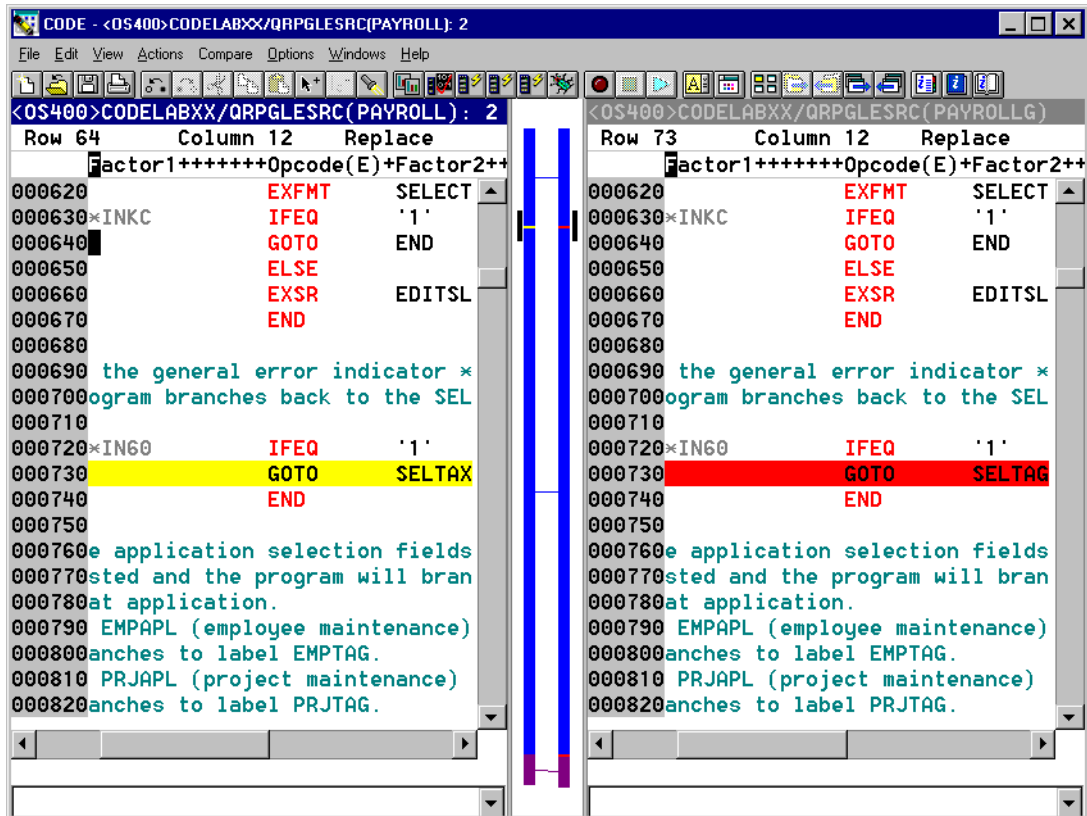 CODE - <OS400>CODELABXX/QRPGLESRC(PAYROLL): 2
File Edit View Actions Compare Options Windows Help
<OS400>CODELABXX/QRPGLESRC(PAYROLL): 2
Row 64 Column 12 Replace
Factor1+++++++Opcode(E)+Factor2++
000620 EXFMT SELECT
000630*INKC IFEQ '1'
000640 GOTO END
000650 ELSE
000660 EXSR EDITSL
000670 END
000680
000690 the general error indicator *
000700ogram branches back to the SEL
000710
000720*IN60 IFEQ '1'
000730 GOTO SELTAX
000740 END
000750
000760e application selection fields
000770sted and the program will bran
000780at application.
000790 EMPAPL (employee maintenance)
000800anches to label EMPTAG.
000810 PRJAPL (project maintenance)
000820anches to label PRJTAG.
<OS400>CODELABXX/QRPGLESRC(PAYROLLG)
Row 73 Column 12 Replace
Factor1+++++++Opcode(E)+Factor2++
000620 EXFMT SELECT
000630*INKC IFEQ '1'
000640 GOTO END
000650 ELSE
000660 EXSR EDITSL
000670 END
000680
000690 the general error indicator *
000700ogram branches back to the SEL
000710
000720*IN60 IFEQ '1'
000730 GOTO SELTAG
000740 END
000750
000760e application selection fields
000770sted and the program will bran
000780at application.
000790 EMPAPL (employee maintenance)
000800anches to label EMPTAG.
000810 PRJAPL (project maintenance)
000820anches to label PRJTAG.